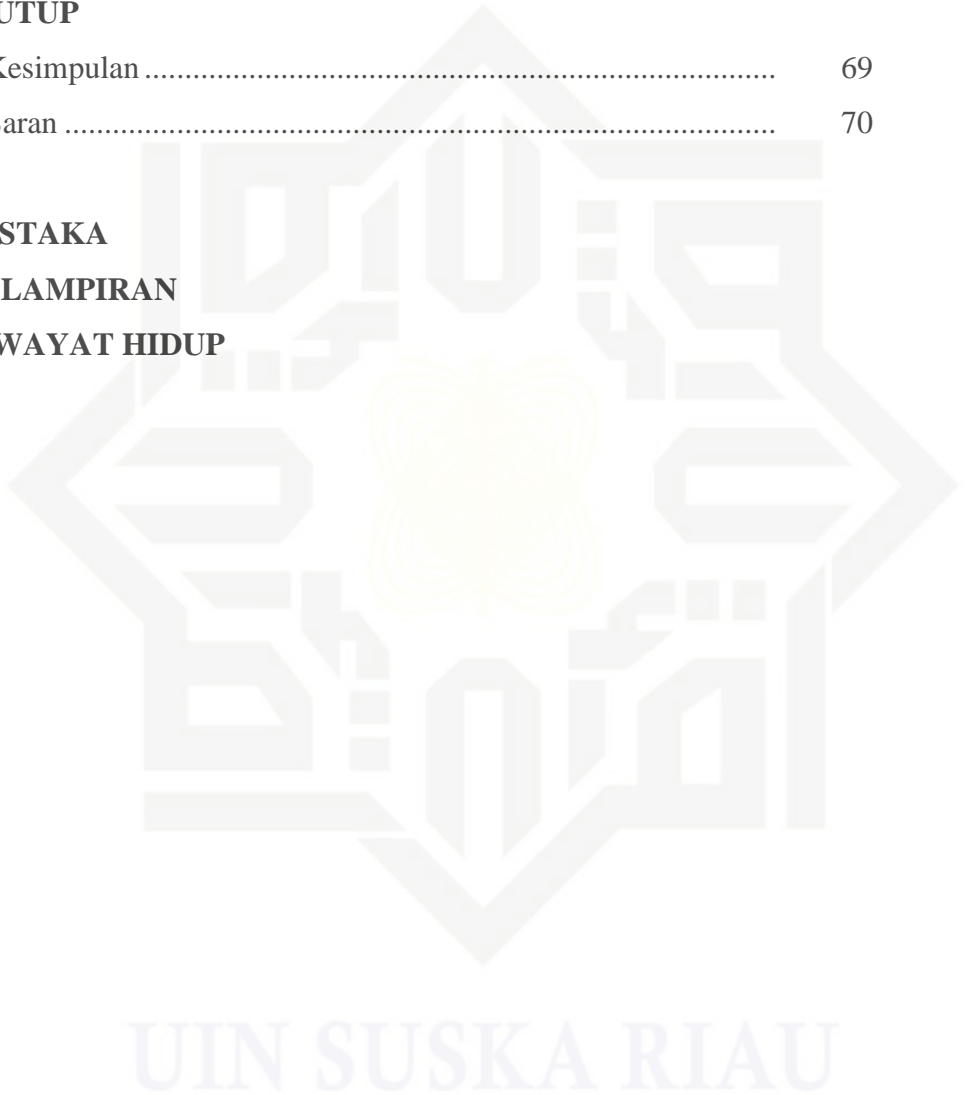 UTUP
Kesimpulan ............................................................................. 69
aran ....................................................................................... 70
STAKA
LAMPIRAN
WAYAT HIDUP
UIN SUSKA RIAU